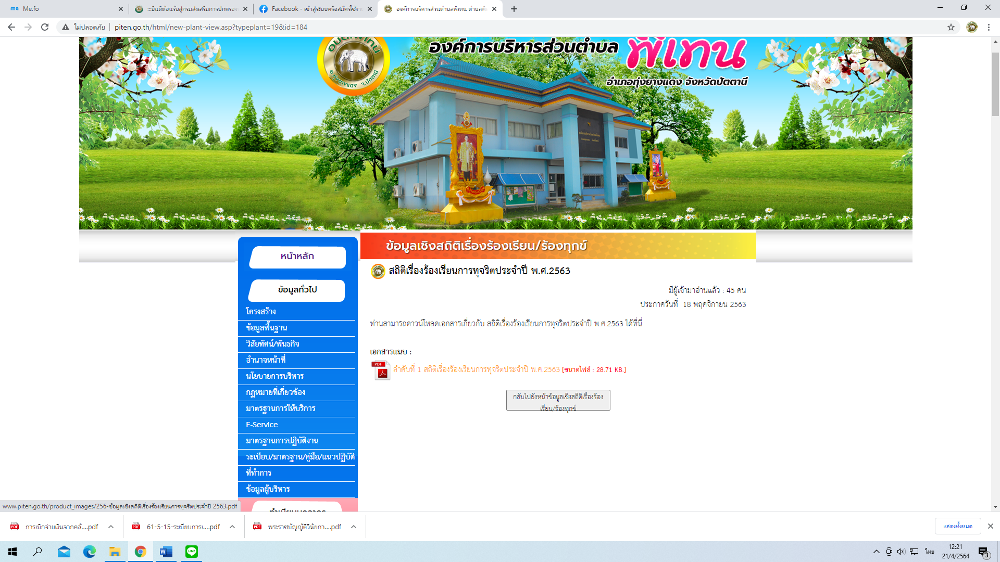 me Me.fo
:::ยินดีต้อนรับสู่กรมส่งเสริมการปกครอง
Facebook - เข้าสู่ระบบหรือสมัครใช้งาน
องค์การบริหารส่วนตำบลพิเทน ตำบลพิเ
ไม่ปลอดภัย | piten.go.th/html/new-plant-view.asp?typeplant=19&id=184
องค์การบริหารส่วนตำบล พิเทน
อำเภอทุ่งยางแดง จังหวัดปัตตานี
อบต.พิเทน
อ.ทุ่งยางแดง จ.ปัตตานี
ข้อมูลเชิงสถิติเรื่องร้องเรียน/ร้องทุกข์
หน้าหลัก
ข้อมูลทั่วไป
โครงสร้าง
ข้อมูลพื้นฐาน
วิสัยทัศน์/พันธกิจ
อำนาจหน้าที่
นโยบายการบริหาร
กฏหมายที่เกี่ยวข้อง
มาตรฐานการให้บริการ
E-Service
มาตรฐานการปฏิบัติงาน
ระเบียบ/มาตรฐาน/คู่มือ/แนวปฏิบัติ
ที่ทำการ
ข้อมูลผู้บริหาร
สถิติเรื่องร้องเรียนการทุจริตประจำปี พ.ศ.2563
มีผู้เข้ามาอ่านแล้ว : 45 คน
ประกาศวันที่ 18 พฤศจิกายน 2563
ท่านสามารถดาวน์โหลดเอกสารเกี่ยวกับ สถิติเรื่องร้องเรียนการทุจริตประจำปี พ.ศ.2563 ได้ที่นี่
เอกสารแนบ :
PDF ลำดับที่ 1 สถิติเรื่องร้องเรียนการทุจริตประจำปี พ.ศ.2563 [ขนาดไฟล์ : 28.71 KB.]
กลับไปยังหน้าข้อมูลเชิงสถิติเรื่องร้อง
เรียน/ร้องทุกข์
www.piten.go.th/product_images/256-ข้อมูลเชิงสถิติเรื่องร้องเรียนการทุจริตประจำปี 2563.pdf
PDF การเบิกจ่ายเงินจากคลั....pdf
PDF 61-5-15-ระเบียบการเ....pdf
PDF พระราชบัญญัติวินัยกา....pdf
แสดงทั้งหมด
LINE
ไทย
12:21
21/4/2564
3